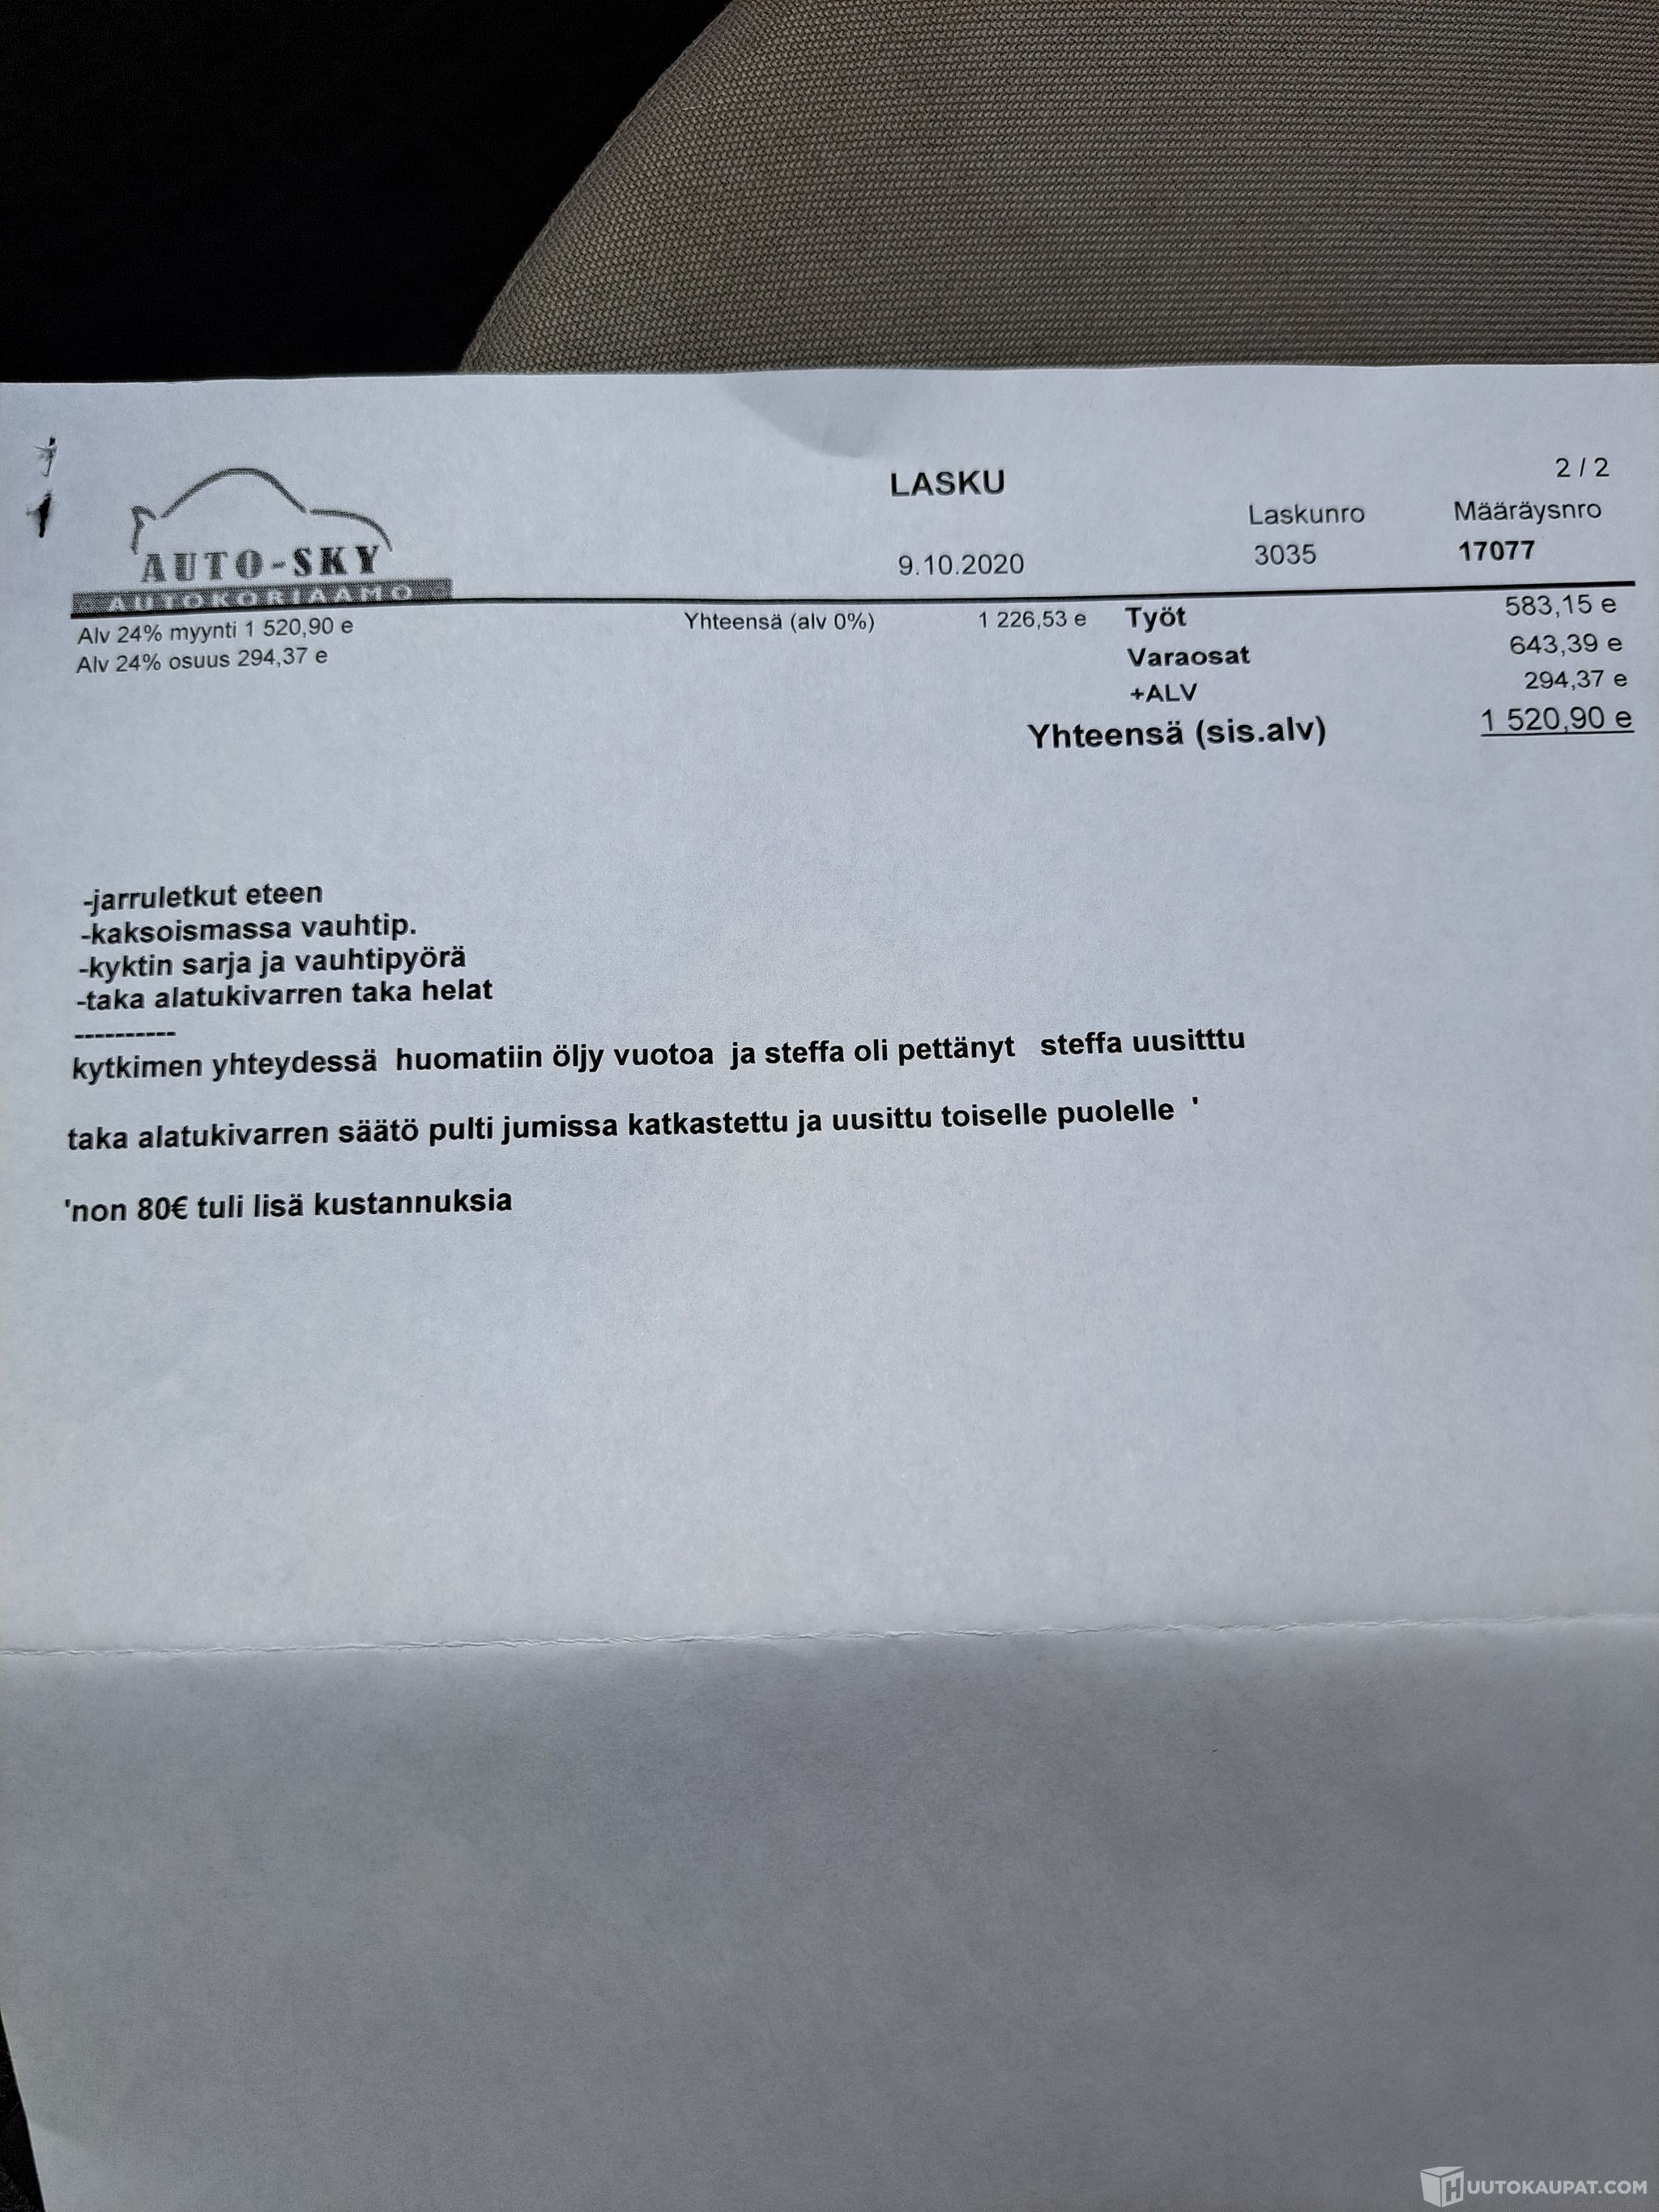 2 / 2
LASKU
Laskunro Määräysnro
AUTO-SKY
9.10.2020 3035 17077
AUTOKORJAAMO
Alv 24% myynti 1 520,90 e Yhteensä (alv 0%) 1 226,53 e Työt 583,15 e
Alv 24% osuus 294,37 e Varaosat 643,39 e
+ALV 294,37 e
Yhteensä (sis.alv) 1 520,90 e
-jarruletkut eteen
-kaksoismassa vauhtip.
-kyktin sarja ja vauhtipyörä
-taka alatukivarren taka helat
----------
kytkimen yhteydessä huomatiin öljy vuotoa ja steffa oli pettänyt steffa uusitttu
taka alatukivarren säätö pulti jumissa katkastettu ja uusittu toiselle puolelle '
'non 80€ tuli lisä kustannuksia
HUUTOKAUPAT.COM